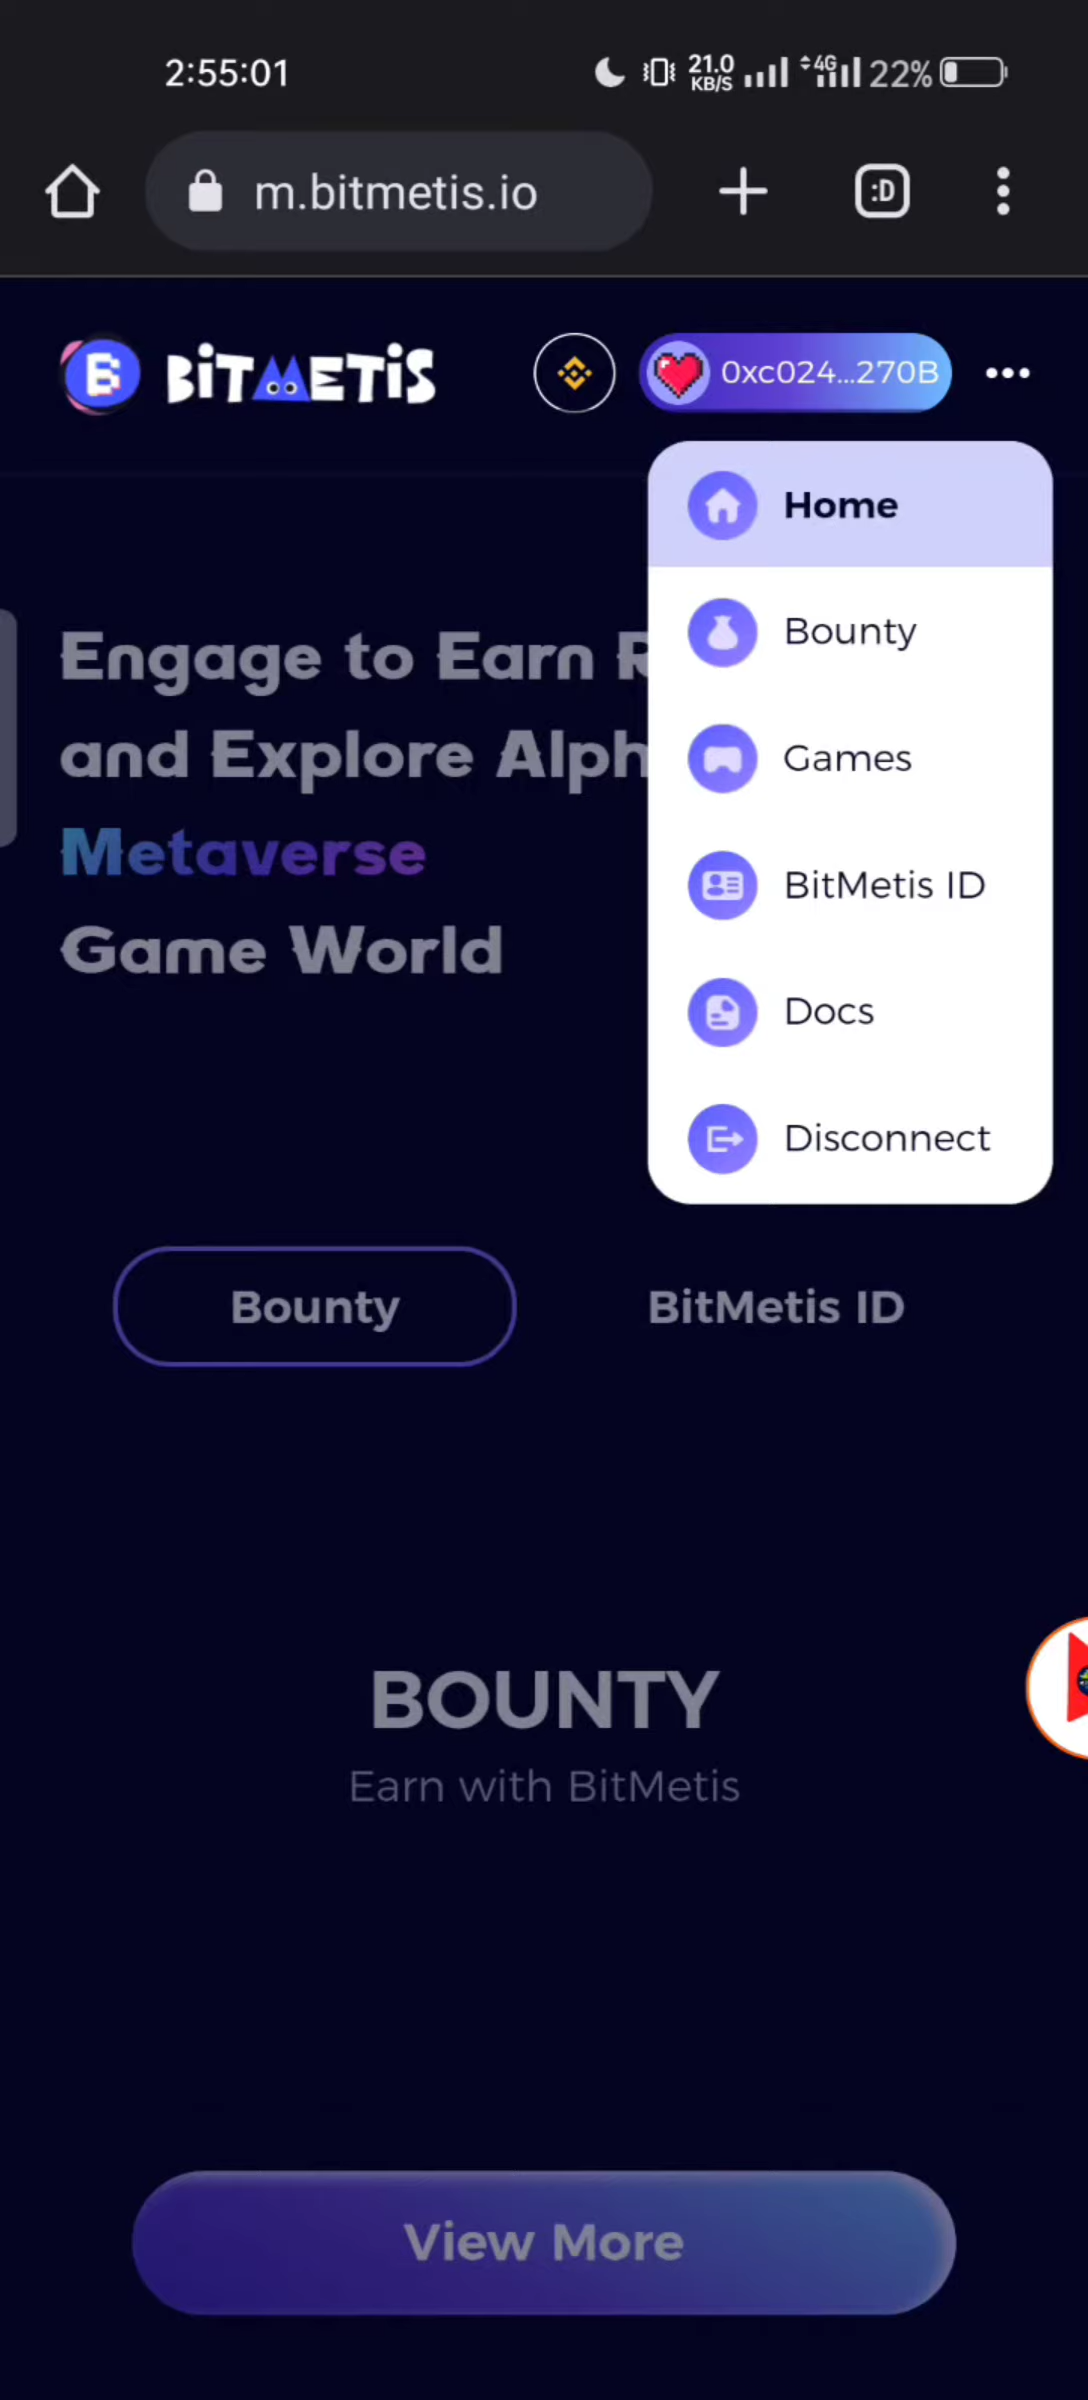 2:55:01
21.0 KB/S
4G
22%
m.bitmetis.io
:D
BiTMETiS
0xc024...270B
Home
Bounty
Games
BitMetis ID
Docs
Disconnect
Engage to Earn
and Explore Alph
Metaverse
Game World
Bounty
BitMetis ID
BOUNTY
Earn with BitMetis
View More